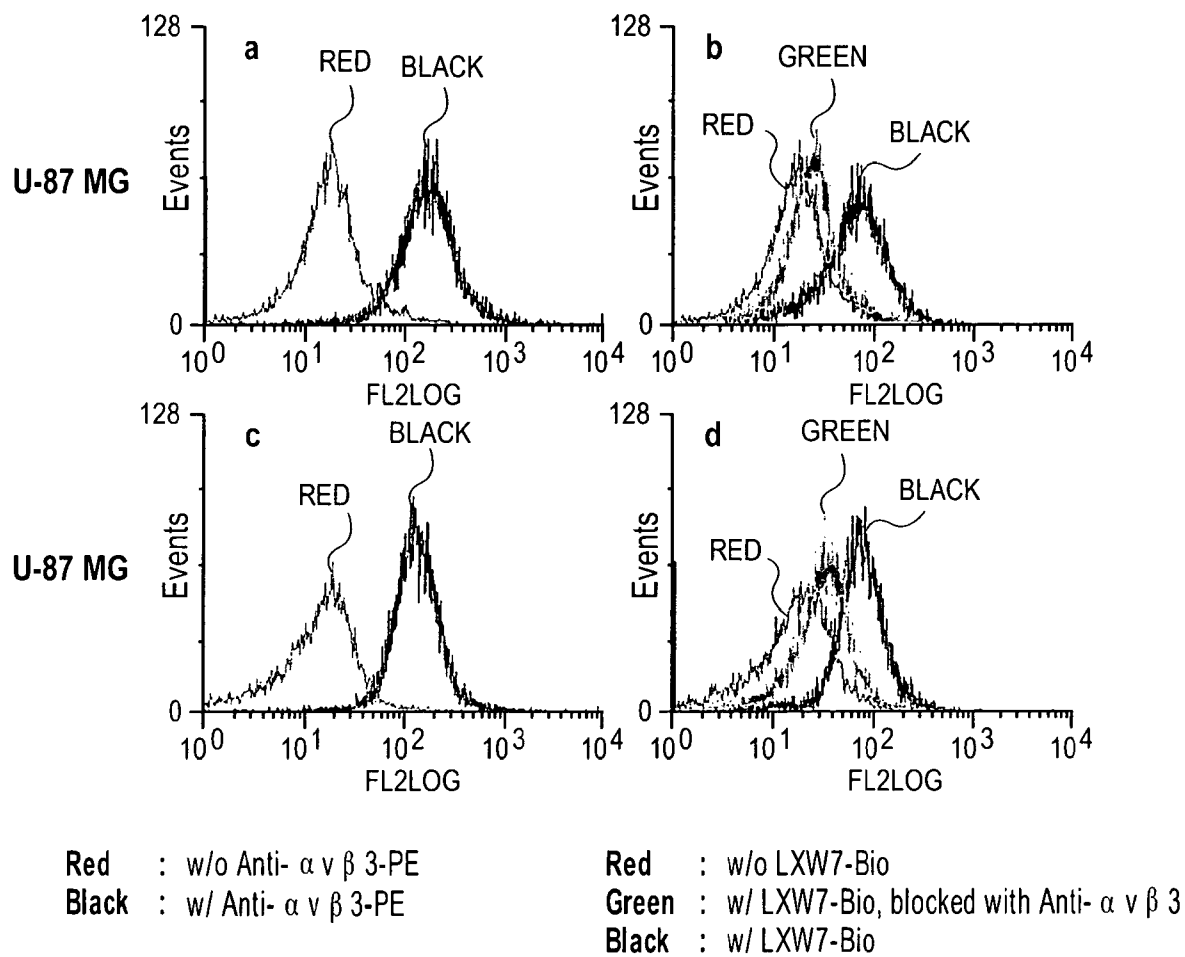 U-87 MG
a
128
Events
0
RED
BLACK
10^0 10^1 10^2 10^3 10^4
FL2LOG
b
Events
RED
GREEN
BLACK
10^0 10^1 10^2 10^3 10^4
FL2LOG
U-87 MG
c
128
Events
0
RED
BLACK
10^0 10^1 10^2 10^3 10^4
FL2LOG
d
Events
RED
GREEN
BLACK
10^0 10^1 10^2 10^3 10^4
FL2LOG
Red : w/o Anti- α v β 3-PE
Black : w/ Anti- α v β 3-PE
Red : w/o LXW7-Bio
Green : w/ LXW7-Bio, blocked with Anti- α v β 3
Black : w/ LXW7-Bio